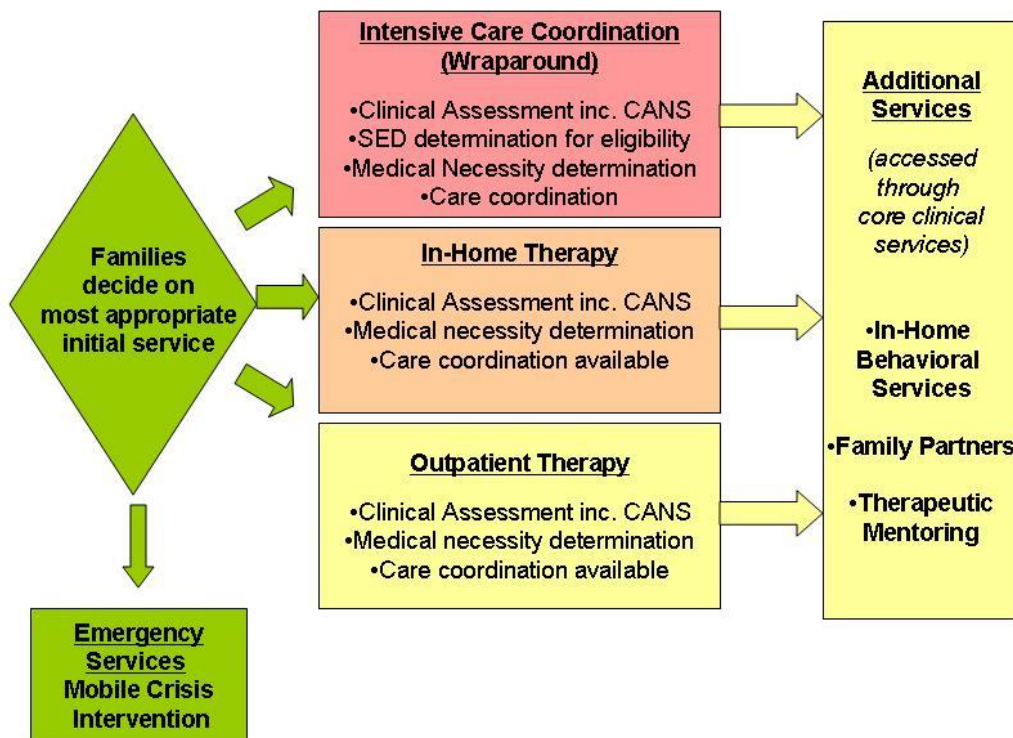 Families
decide on
most appropriate
initial service
Emergency
Services
Mobile Crisis
Intervention
Intensive Care Coordination
(Wraparound)
•Clinical Assessment inc. CANS
•SED determination for eligibility
•Medical Necessity determination
•Care coordination
In-Home Therapy
•Clinical Assessment inc. CANS
•Medical necessity determination
•Care coordination available
Outpatient Therapy
•Clinical Assessment inc. CANS
•Medical necessity determination
•Care coordination available
Additional
Services
(accessed
through
core clinical
services)
•In-Home
Behavioral
Services
•Family Partners
•Therapeutic
Mentoring